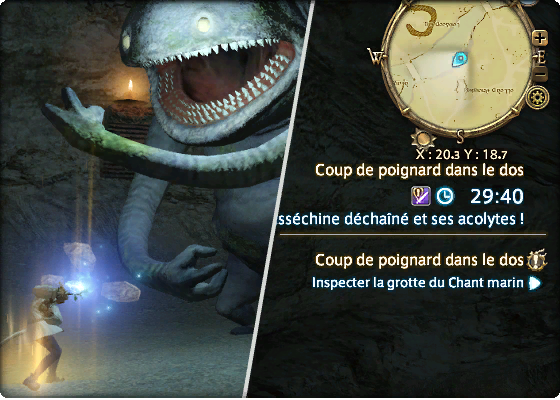 W
E
S
X : 20.3 Y : 18.7
Coup de poignard dans le dos
29:40
sséchine déchaîné et ses acolytes !
Coup de poignard dans le dos
Inspecter la grotte du Chant marin